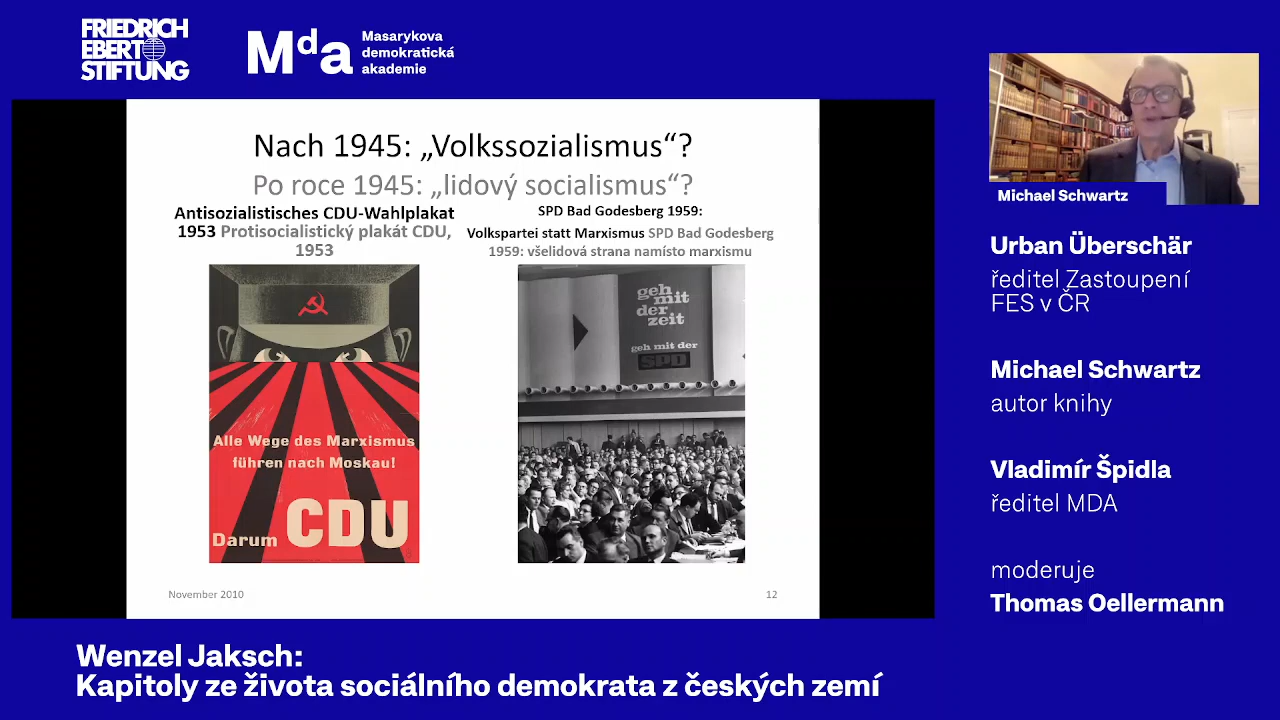 FRIEDRICH
EBERT
STIFTUNG
Mda
Masarykova
demokratická
akademie
Nach 1945: „Volkssozialismus“?
Po roce 1945: „lidový socialismus“?
Antisozialistisches CDU-Wahlplakat
1953 Protisocialistický plakát CDU,
1953
SPD Bad Godesberg 1959:
Volkspartei statt Marxismus SPD Bad Godesberg
1959: všelidová strana namísto marxismu
Alle Wege des Marxismus
führen nach Moskau!
Darum CDU
geh
mit
der
zeit
geh mit der
SPD
November 2010
12
Michael Schwartz
Urban Überschär
ředitel Zastoupení
FES v ČR
Michael Schwartz
autor knihy
Vladimír Špidla
ředitel MDA
moderuje
Thomas Oellermann
Wenzel Jaksch:
Kapitoly ze života sociálního demokrata z českých zemí